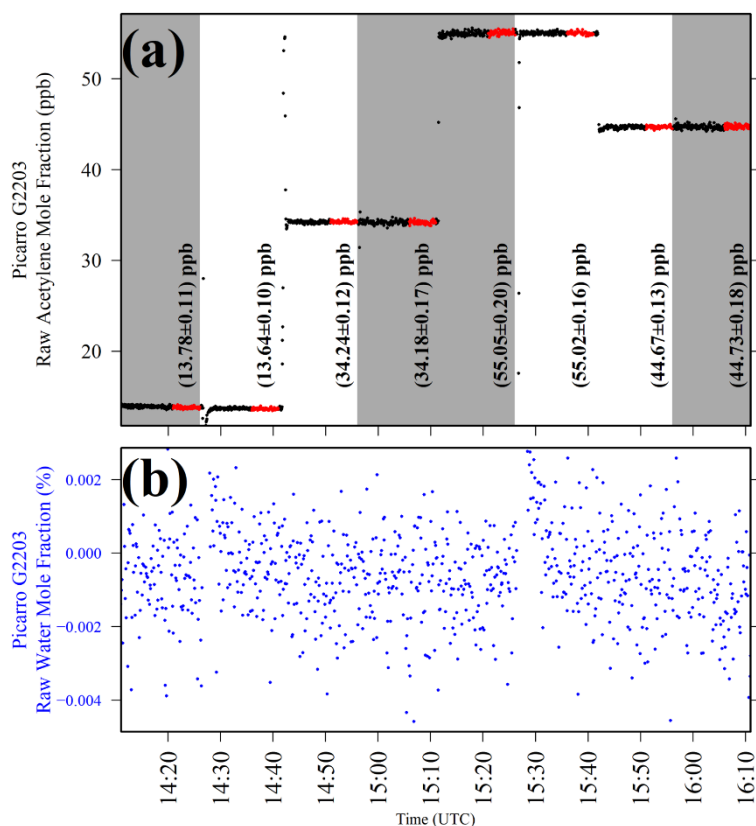 (a)
Picarro G2203
Raw Acetylene Mole Fraction (ppb)
50
40
30
20
(13.78±0.11) ppb
(13.64±0.10) ppb
(34.24±0.12) ppb
(34.18±0.17) ppb
(55.05±0.20) ppb
(55.02±0.16) ppb
(44.67±0.13) ppb
(44.73±0.18) ppb
(b)
Picarro G2203
Raw Water Mole Fraction (%)
0.002
0.000
−0.002
−0.004
14:20
14:30
14:40
14:50
15:00
15:10
15:20
15:30
15:40
15:50
16:00
16:10
Time (UTC)